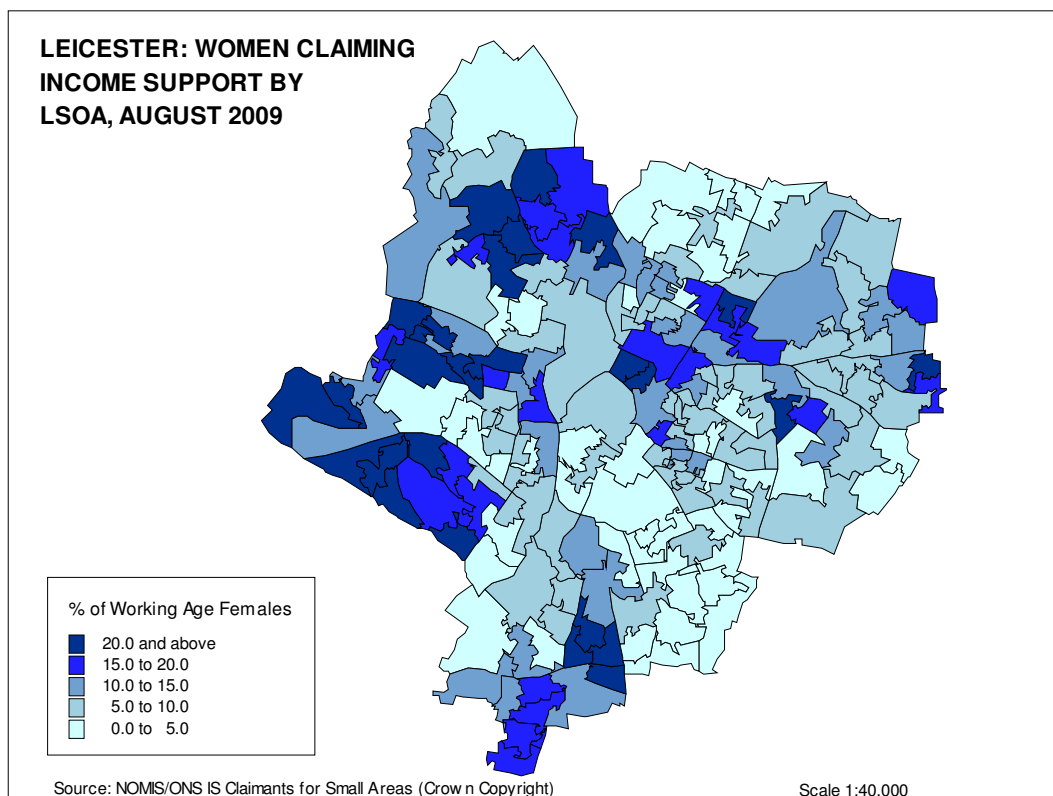 LEICESTER: WOMEN CLAIMING
INCOME SUPPORT BY
LSOA, AUGUST 2009
% of Working Age Females
20.0 and above
15.0 to 20.0
10.0 to 15.0
5.0 to 10.0
0.0 to 5.0
Source: NOMIS/ONS IS Claimants for Small Areas (Crown Copyright)
Scale 1:40,000